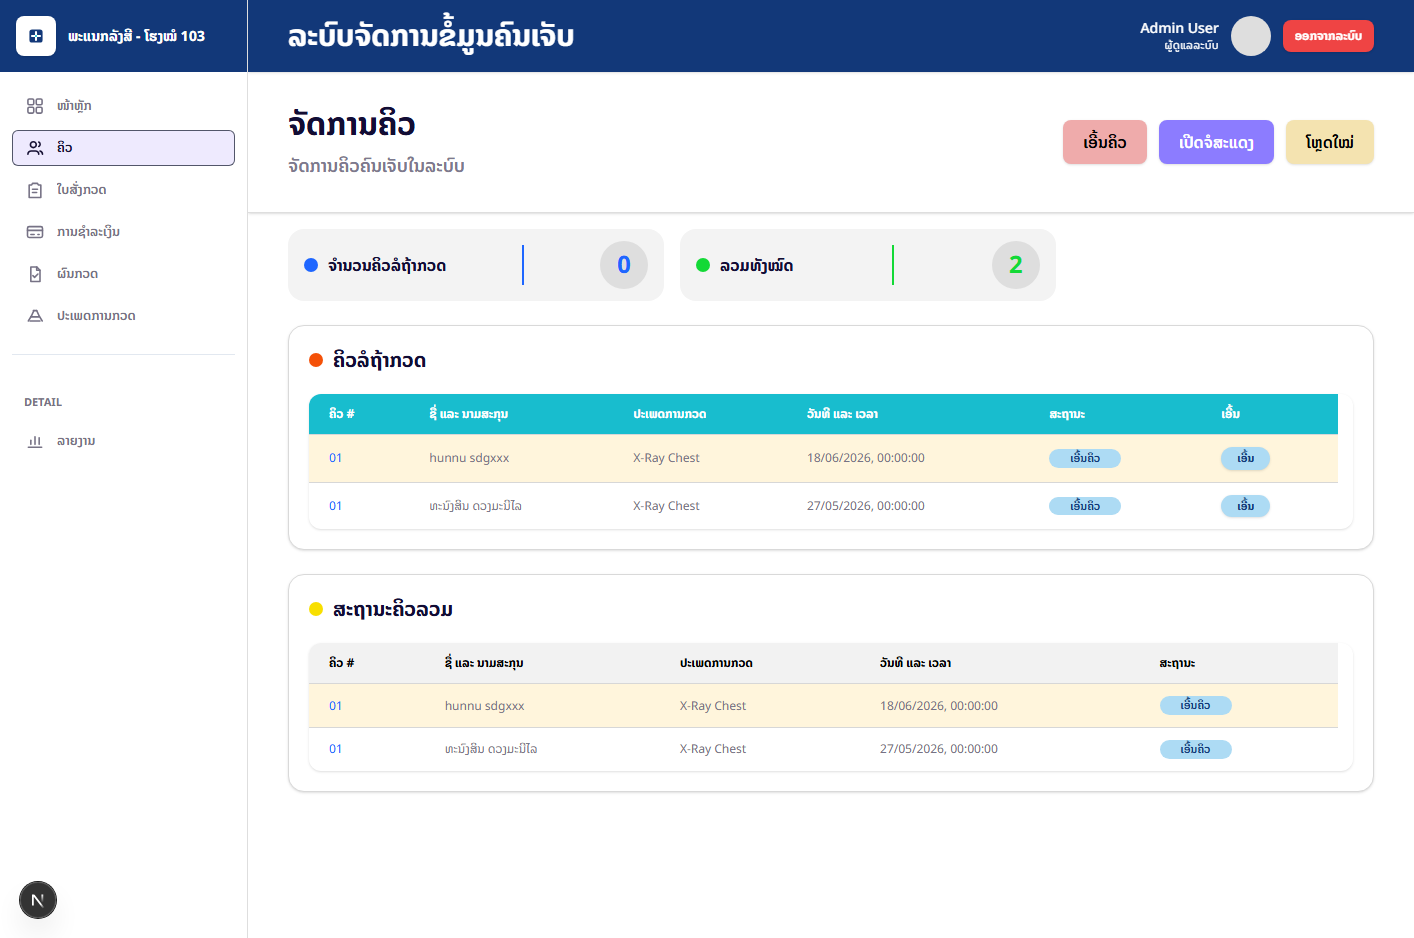 ພະແນກລັງສີ - ໂຮງໝໍ 103
ລະບົບຈັດການຂໍ້ມູນຄົນເຈັບ
Admin User
ຜູ້ດູແລລະບົບ
ອອກຈາກລະບົບ
ໜ້າຫຼັກ
ຄິວ
ໃບສັ່ງກວດ
ການຊຳລະເງິນ
ຜົນກວດ
ປະເພດການກວດ
DETAIL
ລາຍງານ
ຈັດການຄິວ
ຈັດການຄິວຄົນເຈັບໃນລະບົບ
ເອີ້ນຄິວ
ເປີດຈໍສະແດງ
ໂຫຼດໃໝ່
ຈຳນວນຄິວລໍຖ້າກວດ 0
ລວມທັງໝົດ 2
ຄິວລໍຖ້າກວດ
ຄິວ # ຊື່ ແລະ ນາມສະກຸນ ປະເພດການກວດ ວັນທີ ແລະ ເວລາ ສະຖານະ ເອີ້ນ
01 hunnu sdgxxx X-Ray Chest 18/06/2026, 00:00:00 ເອີ້ນຄິວ ເອີ້ນ
01 ທະນົງສິນ ດວງມະນີໄລ X-Ray Chest 27/05/2026, 00:00:00 ເອີ້ນຄິວ ເອີ້ນ
ສະຖານະຄິວລວມ
ຄິວ # ຊື່ ແລະ ນາມສະກຸນ ປະເພດການກວດ ວັນທີ ແລະ ເວລາ ສະຖານະ
01 hunnu sdgxxx X-Ray Chest 18/06/2026, 00:00:00 ເອີ້ນຄິວ
01 ທະນົງສິນ ດວງມະນີໄລ X-Ray Chest 27/05/2026, 00:00:00 ເອີ້ນຄິວ
N